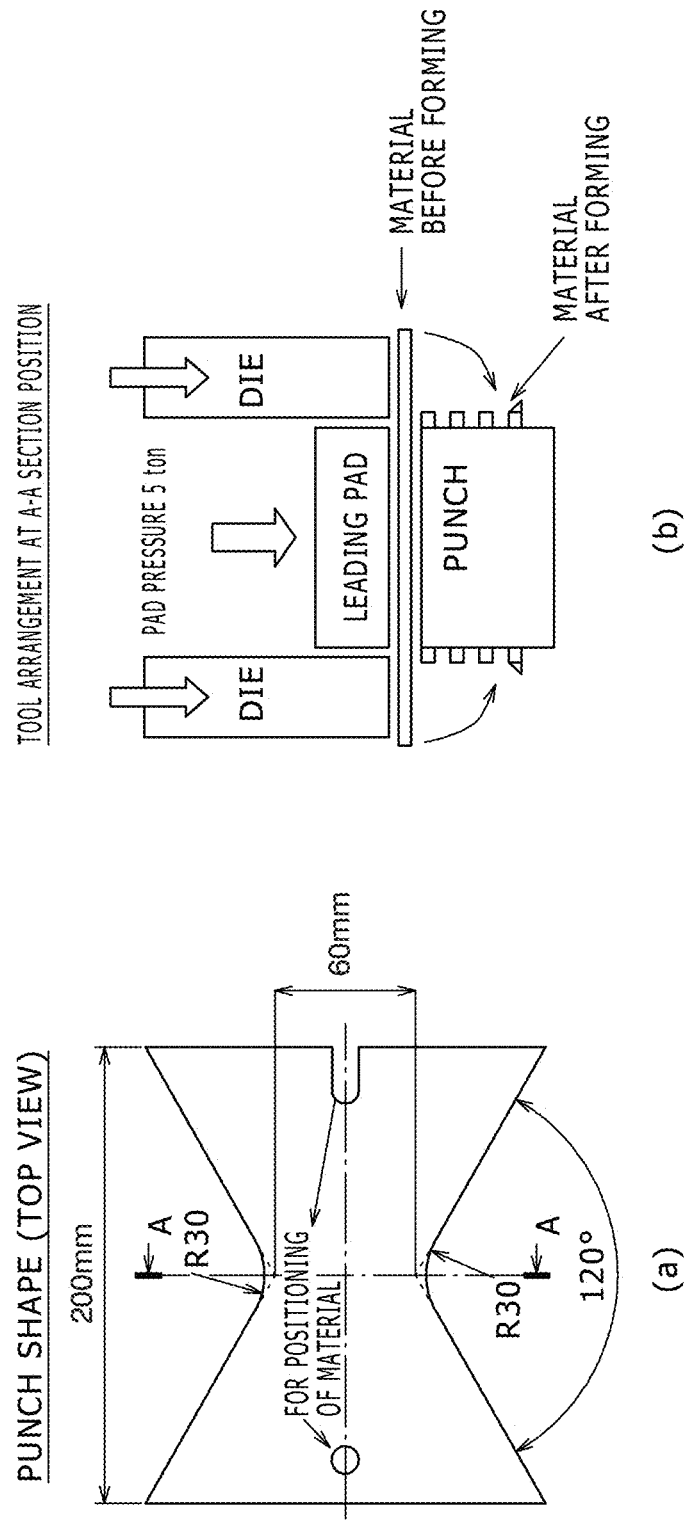 PUNCH SHAPE (TOP VIEW)
200mm
A
R30
60mm
FOR POSITIONING
OF MATERIAL
R30
A
120°
(a)
TOOL ARRANGEMENT AT A-A SECTION POSITION
PAD PRESSURE 5 ton
DIE
DIE
LEADING PAD
MATERIAL
BEFORE FORMING
PUNCH
MATERIAL
AFTER FORMING
(b)